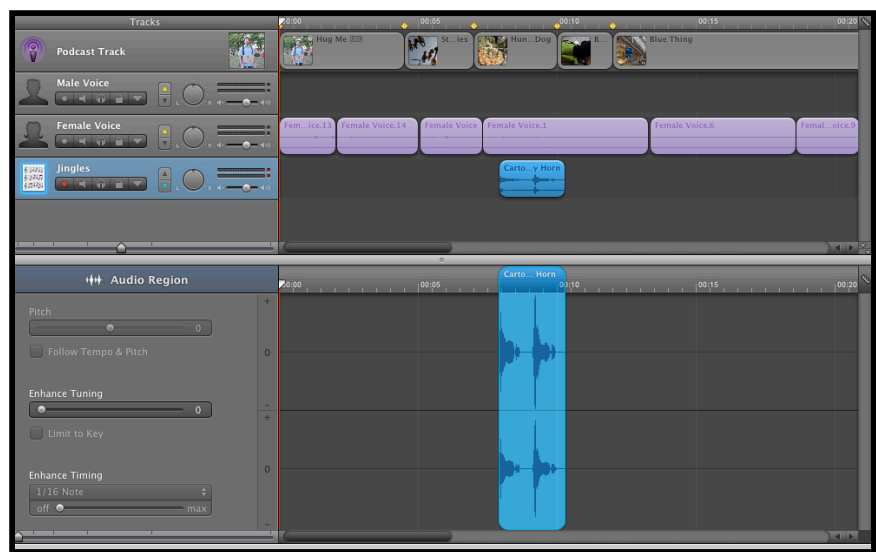 Tracks
00:00 00:05 00:10 00:15 00:20
Podcast Track
Hug Me St...ies Hun...Dog B... Blue Thing
Male Voice
L R
Female Voice
L R
Fem...ice.13 Female Voice.14 Female Voice Female Voice.1 Female Voice.6 Femal...oice.9
Jingles
L R
Carto...y Horn
Audio Region
Carto... Horn
00:00 00:05 00:10 00:15 00:20
Pitch
0
Follow Tempo & Pitch
Enhance Tuning
0
Limit to Key
Enhance Timing
1/16 Note
off max
+
0
-
+
0
-